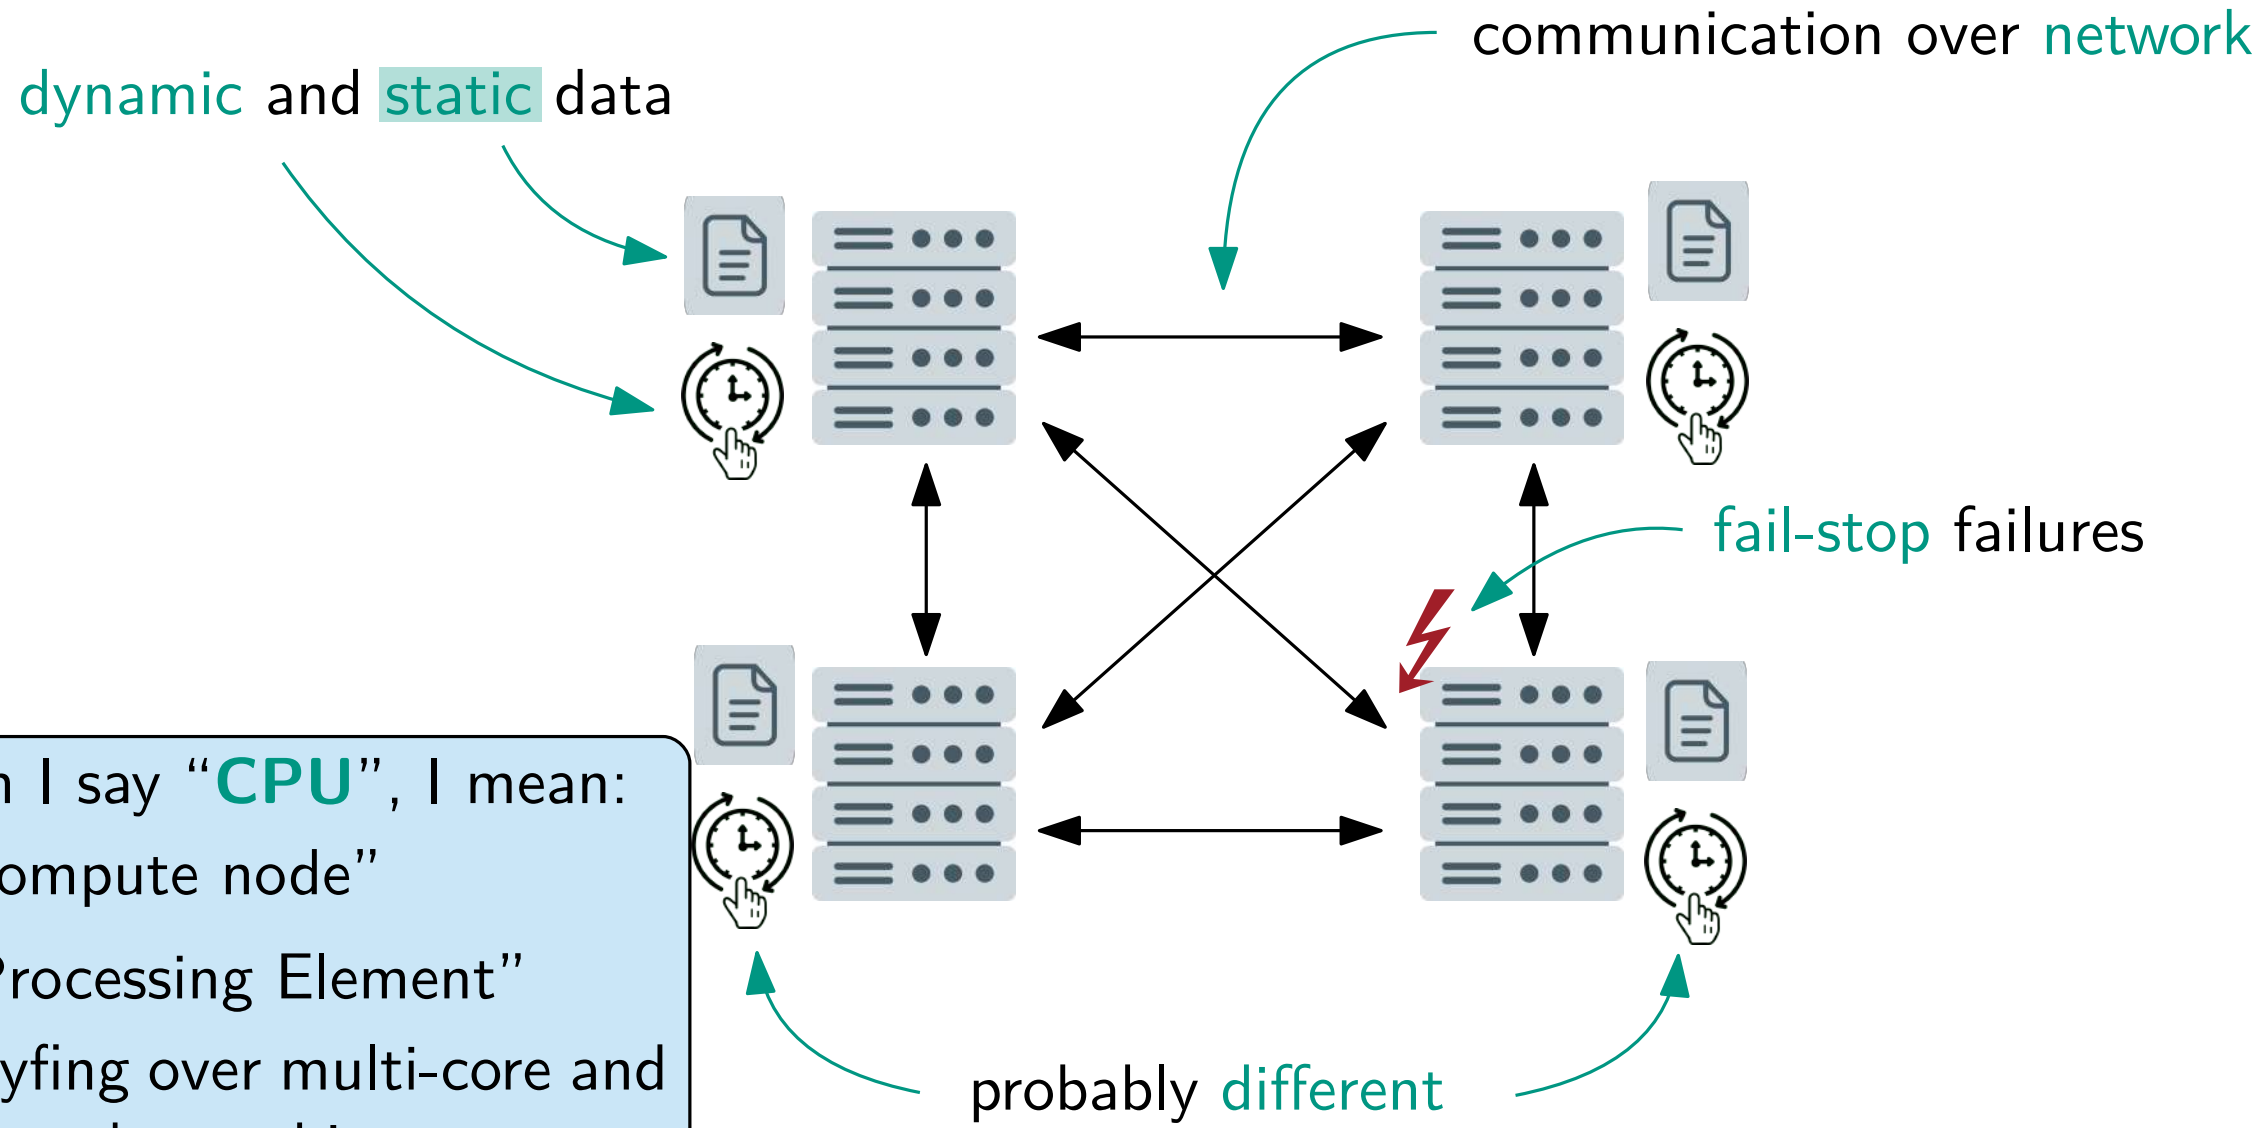 communication over network
dynamic and static data
fail-stop failures
I say “CPU”, I mean:
ompute node”
Processing Element”
yfing over multi-core and
probably different